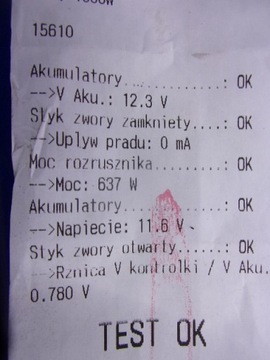 15610
Akumulatory............: OK
-->V Aku.: 12.3 V
Styk zwory zamkniety....: OK
-->Uplyw pradu: 0 mA
Moc rozrusznika.........: OK
-->Moc: 637 W
Akumulatory............: OK
-->Napiecie: 11.6 V
Styk zwory otwarty......: OK
-->Rznica V kontrolki / V Aku.
0.780 V
TEST OK